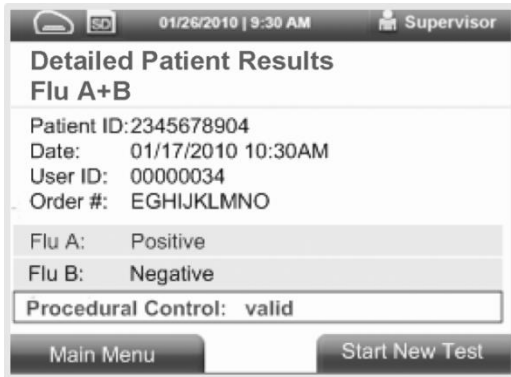 SD 01/26/2010 | 9:30 AM Supervisor
Detailed Patient Results
Flu A+B
Patient ID:2345678904
Date: 01/17/2010 10:30AM
User ID: 00000034
Order #: EGHIJKLMNO
Flu A: Positive
Flu B: Negative
Procedural Control: valid
Main Menu Start New Test